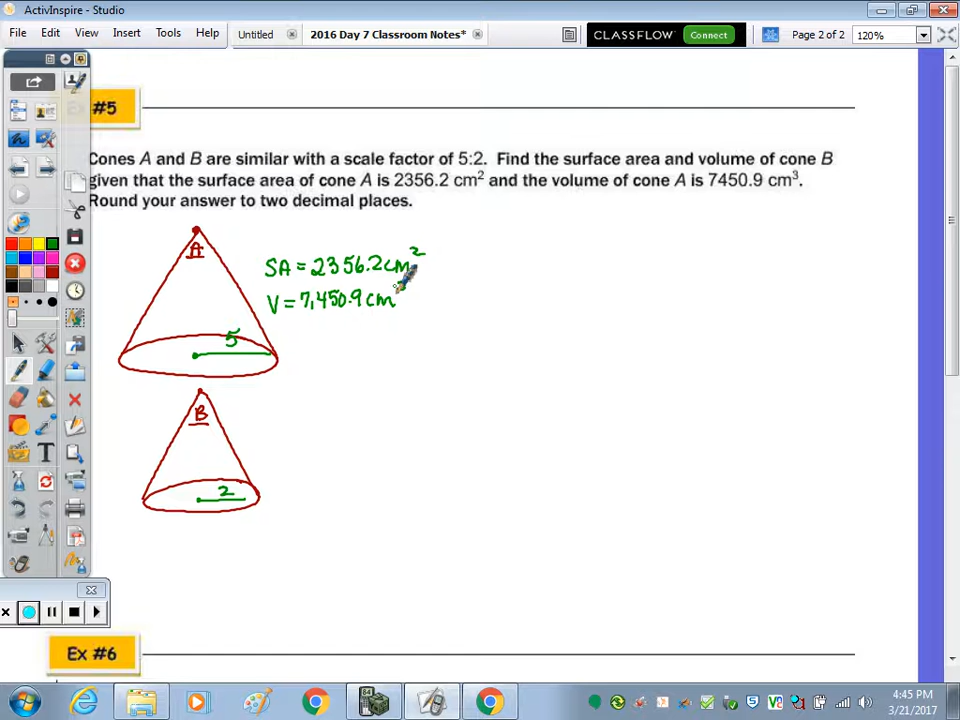 ActivInspire - Studio
File Edit View Insert Tools Help
Untitled
2016 Day 7 Classroom Notes*
CLASSFLOW Connect
Page 2 of 2
120%
#5
Cones A and B are similar with a scale factor of 5:2. Find the surface area and volume of cone B
given that the surface area of cone A is 2356.2 cm² and the volume of cone A is 7450.9 cm³.
Round your answer to two decimal places.
A
SA = 2356.2 cm²
V = 7,450.9 cm
5
B
2
Ex #6
4:45 PM
3/21/2017